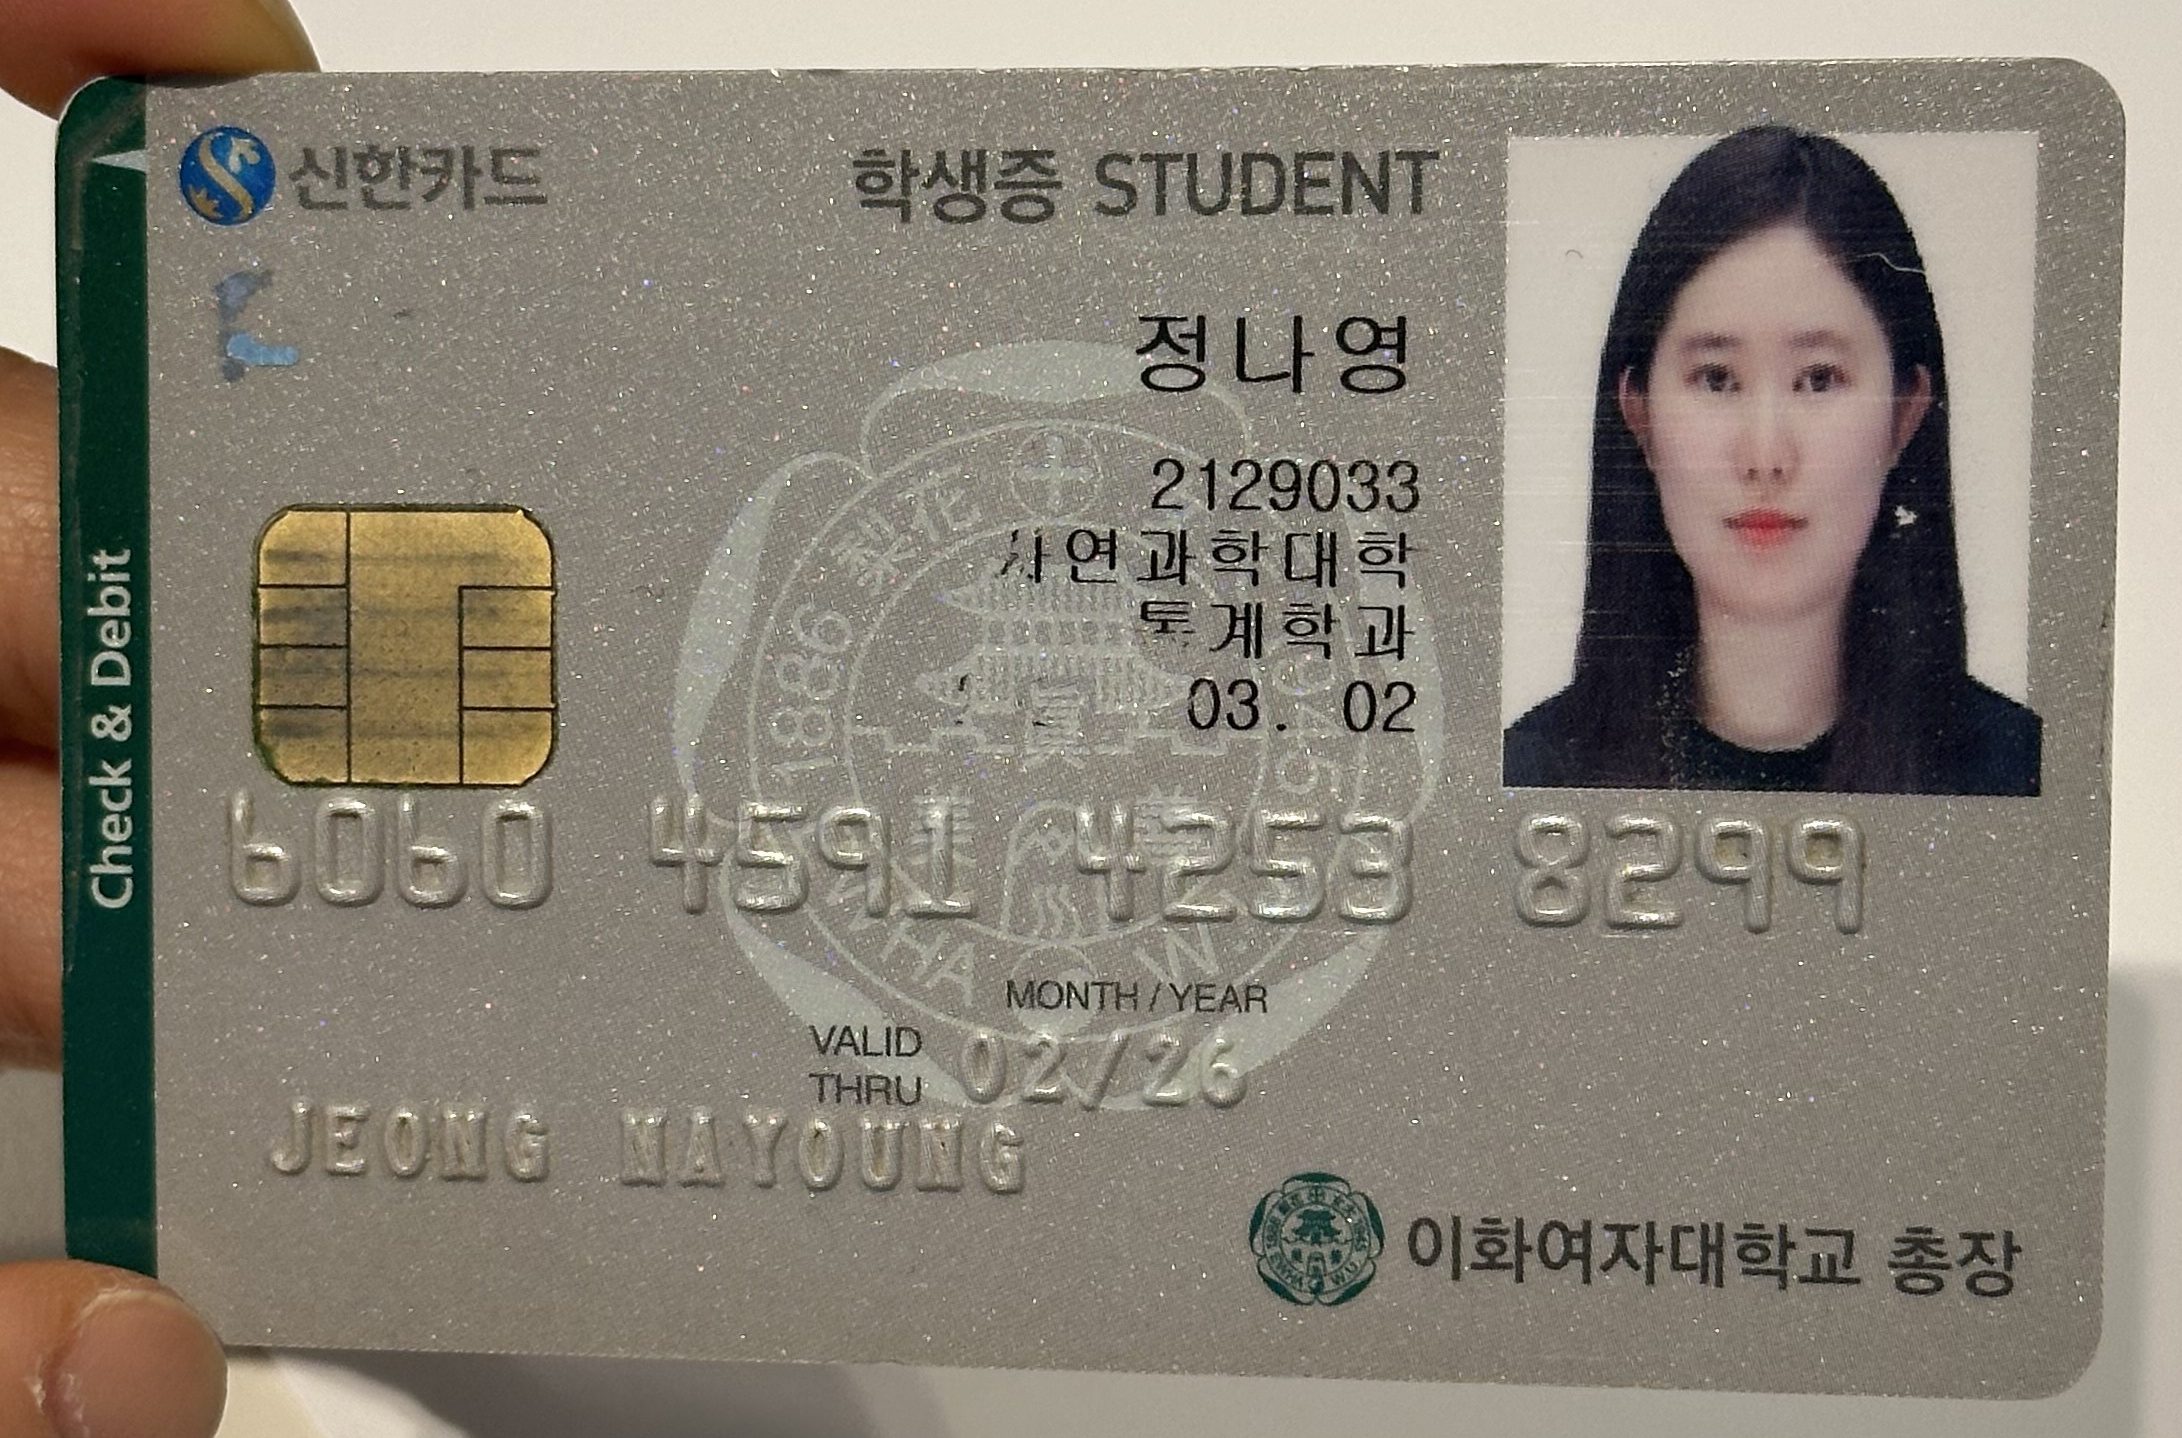 신한카드
학생증 STUDENT
정나영
2129033
자연과학대학
통계학과
03. 02
Check & Debit
6060 4591 4253 8299
MONTH / YEAR
VALID THRU 02/26
JEONG NAYOUNG
이화여자대학교 총장